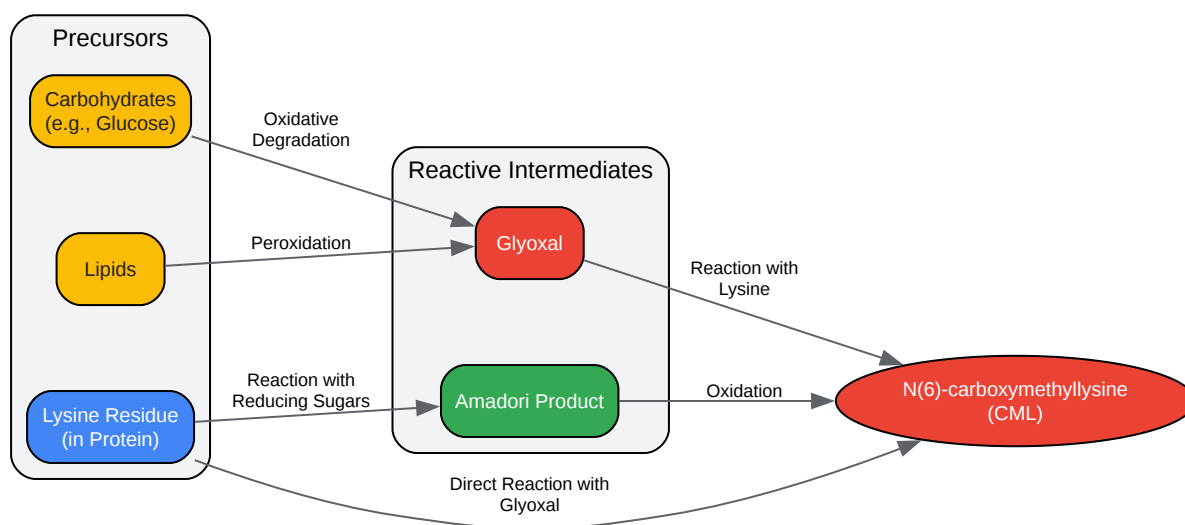 Precursors
Carbohydrates
(e.g., Glucose)
Oxidative
Degradation
Reactive Intermediates
Lipids
Peroxidation
Glyoxal
Reaction with
Lysine
Lysine Residue
(in Protein)
Reaction with
Reducing Sugars
Amadori Product
Oxidation
N(6)-carboxymethyllysine
(CML)
Direct Reaction with
Glyoxal